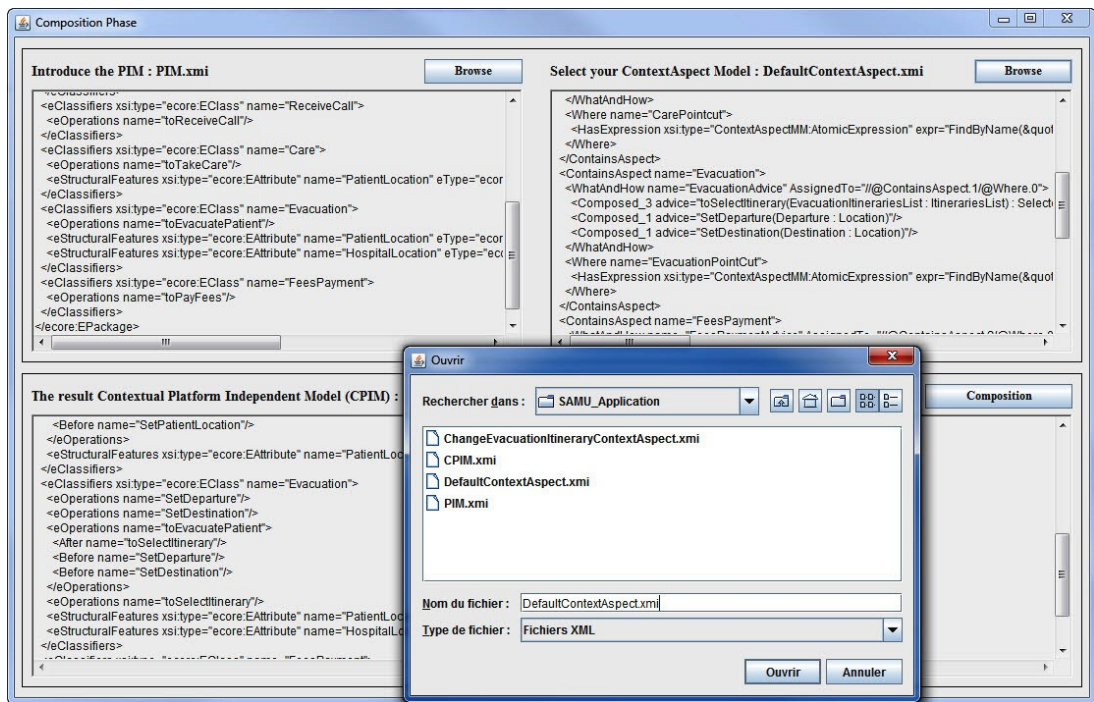 Composition Phase
Introduce the PIM : PIM.xmi
Browse
<eClassifiers xsi:type="ecore:EClass" name="ReceiveCall">
<eOperations name="toReceiveCall"/>
</eClassifiers>
<eClassifiers xsi:type="ecore:EClass" name="Care">
<eOperations name="toTakeCare"/>
<eStructuralFeatures xsi:type="ecore:EAttribute" name="PatientLocation" eType="ecor
</eClassifiers>
<eClassifiers xsi:type="ecore:EClass" name="Evacuation">
<eOperations name="toEvacuatePatient"/>
<eStructuralFeatures xsi:type="ecore:EAttribute" name="PatientLocation" eType="ecor
<eStructuralFeatures xsi:type="ecore:EAttribute" name="HospitalLocation" eType="ecc
</eClassifiers>
<eClassifiers xsi:type="ecore:EClass" name="FeesPayment">
<eOperations name="toPayFees"/>
</eClassifiers>
</ecore:EPackage>
Select your ContextAspect Model : DefaultContextAspect.xmi
Browse
</WhatAndHow>
<Where name="CarePointcut">
<HasExpression xsi:type="ContextAspectMM:AtomicExpression" expr="FindByName(&quot
</Where>
</ContainsAspect>
<ContainsAspect name="Evacuation">
<WhatAndHow name="EvacuationAdvice" AssignedTo="//@ContainsAspect.1/@Where.0">
<Composed_3 advice="toSelectItinerary(EvacuationItinerariesList : ItinerariesList) : Select
<Composed_1 advice="SetDeparture(Departure : Location)"/>
<Composed_1 advice="SetDestination(Destination : Location)"/>
</WhatAndHow>
<Where name="EvacuationPointCut">
<HasExpression xsi:type="ContextAspectMM:AtomicExpression" expr="FindByName(&quot
</Where>
</ContainsAspect>
<ContainsAspect name="FeesPayment">
The result Contextual Platform Independent Model (CPIM) :
Composition
<Before name="SetPatientLocation"/>
</eOperations>
<eStructuralFeatures xsi:type="ecore:EAttribute" name="PatientLoc
</eClassifiers>
<eClassifiers xsi:type="ecore:EClass" name="Evacuation">
<eOperations name="SetDeparture"/>
<eOperations name="SetDestination"/>
<eOperations name="toEvacuatePatient">
<After name="toSelectItinerary"/>
<Before name="SetDeparture"/>
<Before name="SetDestination"/>
</eOperations>
<eOperations name="toSelectItinerary"/>
<eStructuralFeatures xsi:type="ecore:EAttribute" name="PatientLoc
<eStructuralFeatures xsi:type="ecore:EAttribute" name="HospitalLc
</eClassifiers>
Ouvrir
Rechercher dans : SAMU_Application
ChangeEvacuationItineraryContextAspect.xmi
CPIM.xmi
DefaultContextAspect.xmi
PIM.xmi
Nom du fichier : DefaultContextAspect.xmi
Type de fichier : Fichiers XML
Ouvrir
Annuler